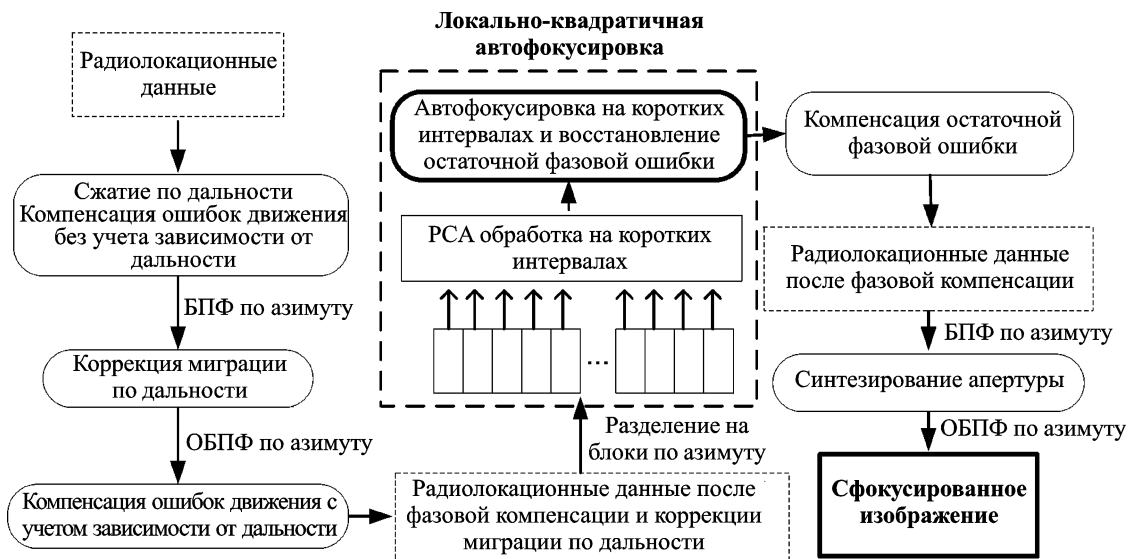 Радиолокационные
данные
Сжатие по дальности
Компенсация ошибок движения
без учета зависимости от
дальности
БПФ по азимуту
Коррекция миграции
по дальности
ОБПФ по азимуту
Компенсация ошибок движения с
учетом зависимости от дальности
Радиолокационные данные после
фазовой компенсации и коррекции
миграции по дальности
Разделение на
блоки по азимуту
...
РСА обработка на коротких
интервалах
Автофокусировка на коротких
интервалах и восстановление
остаточной фазовой ошибки
Локально-квадратичная
автофокусировка
Компенсация остаточной
фазовой ошибки
Радиолокационные данные
после фазовой компенсации
БПФ по азимуту
Синтезирование апертуры
ОБПФ по азимуту
Сфокусированное
изображение